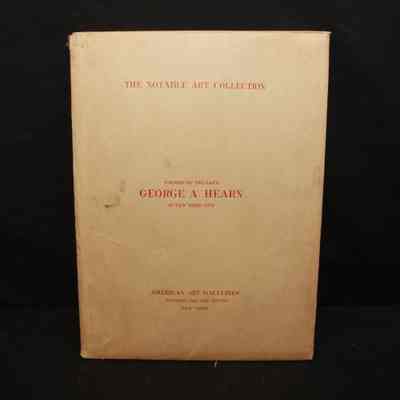 THE NOTABLE ART COLLECTION
FORMED BY THE LATE
GEORGE A. HEARN
OF NEW YORK CITY
AMERICAN ART GALLERIES
NEW YORK